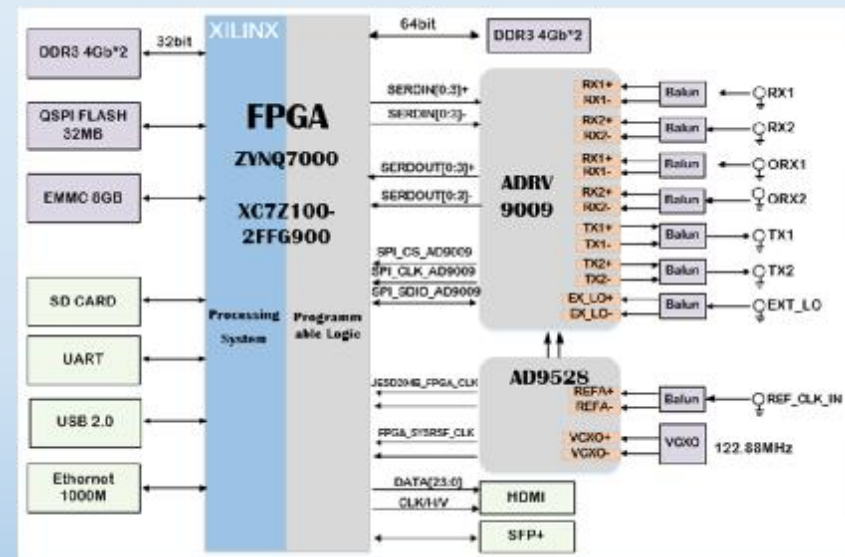 DDR3 4Gb*2
32bit
QSPI FLASH
32MB
EMMC 8GB
SD CARD
UART
USB 2.0
Ethernet
1000M
XILINX
FPGA
ZYNQ7000
XC7Z100-
2FFG900
Processing
System
Programm
able Logic
64bit
DDR3 4Gb*2
SERDIN[0:3]+
SERDIN[0:3]-
SERDOUT[0:3]+
SERDOUT[0:3]-
SPI_CS_AD9009
SPI_CLK_AD9009
SPI_SDIO_AD9009
JESD204B_FPGA_CLK
FPGA_SYSREF_CLK
DATA[23:0]
CLK/H/V
HDMI
SFP+
ADRV
9009
RX1+
RX1-
RX2+
RX2-
RX1+
RX1-
RX2+
RX2-
TX1+
TX1-
TX2+
TX2-
EX_LO+
EX_LO-
Balun
RX1
Balun
RX2
Balun
ORX1
Balun
ORX2
Balun
TX1
Balun
TX2
Balun
EXT_LO
AD9528
REFA+
REFA-
VCXO+
VCXO-
Balun
REF_CLK_IN
VCXO
122.88MHz